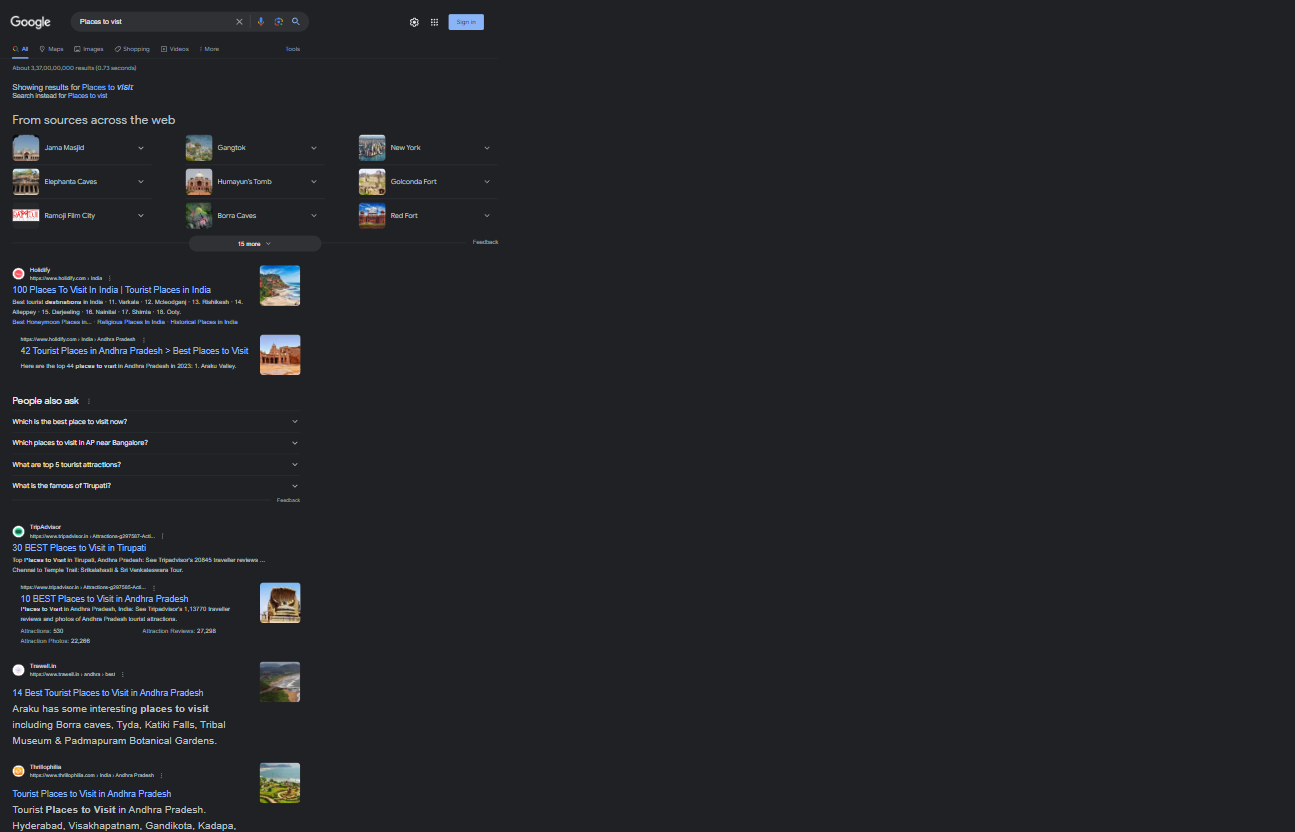 Google
Places to vist
Sign in
All
Maps
Images
Shopping
Videos
More
Tools
About 3,37,00,00,000 results (0.73 seconds)
Showing results for Places to visit
Search instead for Places to vist
From sources across the web
Jama Masjid
Gangtok
New York
Elephanta Caves
Humayun's Tomb
Golconda Fort
Ramoji Film City
Borra Caves
Red Fort
15 more
Feedback
Holidify
https://www.holidify.com › India
100 Places To Visit In India | Tourist Places in India
Best tourist destinations in India · 11. Varkala · 12. Mcleodganj · 13. Rishikesh · 14.
Alleppey · 15. Darjeeling · 16. Nainital · 17. Shimla · 18. Ooty.
Best Honeymoon Places in... · Religious Places In India · Historical Places in India
https://www.holidify.com › India › Andhra Pradesh
42 Tourist Places in Andhra Pradesh > Best Places to Visit
Here are the top 44 places to visit in Andhra Pradesh in 2023: 1. Araku Valley.
People also ask
Which is the best place to visit now?
Which places to visit in AP near Bangalore?
What are top 5 tourist attractions?
What is the famous of Tirupati?
Feedback
TripAdvisor
https://www.tripadvisor.in › Attractions-g297587-Acti...
30 BEST Places to Visit in Tirupati
Top Places to Visit in Tirupati, Andhra Pradesh: See Tripadvisor's 20845 traveller reviews ...
Chennai to Temple Trail: Srikalahasti & Sri Venkateswara Tour.
https://www.tripadvisor.in › Attractions-g297585-Acti...
10 BEST Places to Visit in Andhra Pradesh
Places to Visit in Andhra Pradesh, India: See Tripadvisor's 1,13770 traveller
reviews and photos of Andhra Pradesh tourist attractions.
Attractions: 530
Attraction Reviews: 27,298
Attraction Photos: 22,266
Trawell.in
https://www.trawell.in › andhra › best
14 Best Tourist Places to Visit in Andhra Pradesh
Araku has some interesting places to visit
including Borra caves, Tyda, Katiki Falls, Tribal
Museum & Padmapuram Botanical Gardens.
Thrillophilia
https://www.thrillophilia.com › India › Andhra Pradesh
Tourist Places to Visit in Andhra Pradesh
Tourist Places to Visit in Andhra Pradesh.
Hyderabad, Visakhapatnam, Gandikota, Kadapa,